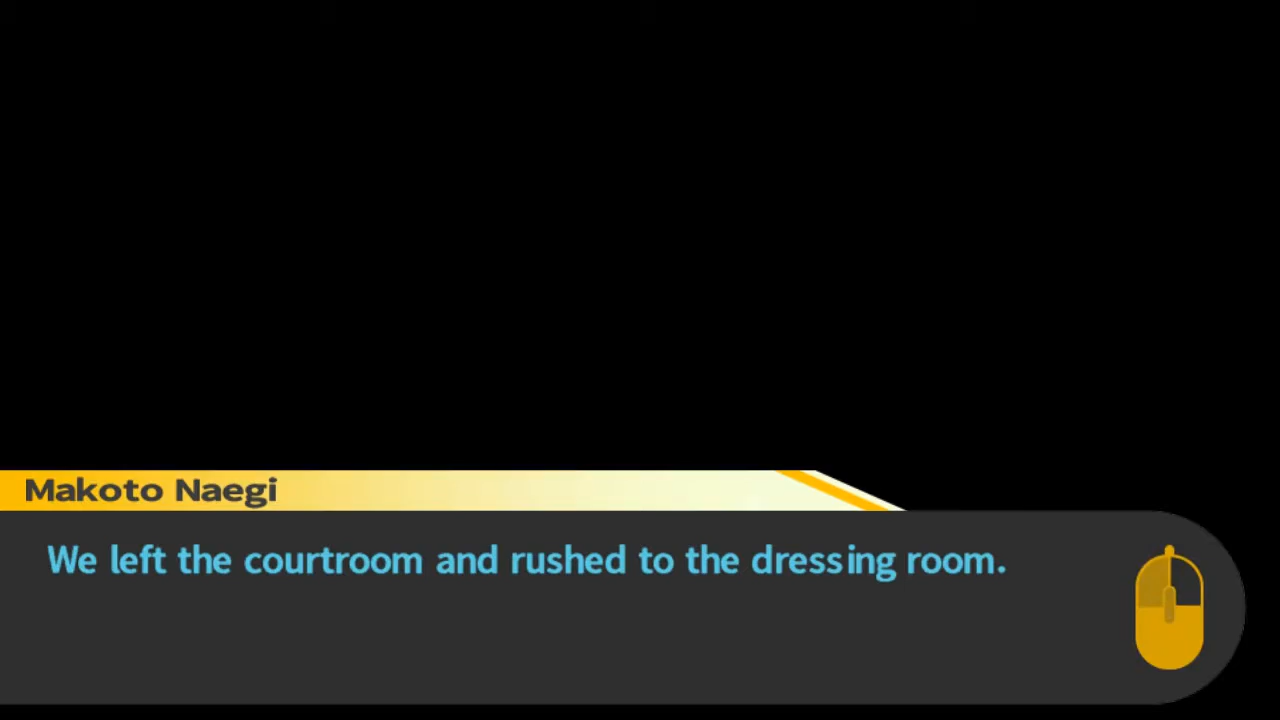 Makoto Naegi
We left the courtroom and rushed to the dressing room.